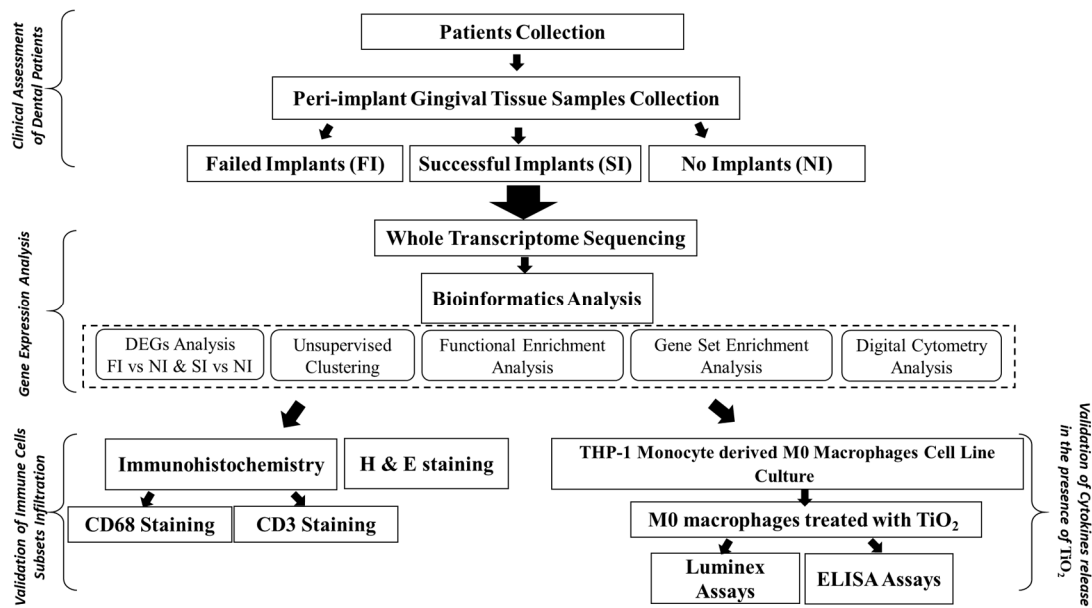 Clinical Assessment
of Dental Patients
Patients Collection
Peri-implant Gingival Tissue Samples Collection
Failed Implants (FI)
Successful Implants (SI)
No Implants (NI)
Gene Expression Analysis
Whole Transcriptome Sequencing
Bioinformatics Analysis
DEGs Analysis
FI vs NI & SI vs NI
Unsupervised
Clustering
Functional Enrichment
Analysis
Gene Set Enrichment
Analysis
Digital Cytometry
Analysis
Validation of Immune Cells
Subsets Infiltration
Immunohistochemistry
H & E staining
CD68 Staining
CD3 Staining
THP-1 Monocyte derived M0 Macrophages Cell Line
Culture
M0 macrophages treated with TiO₂
Luminex
Assays
ELISA Assays
Validation of Cytokines release
in the presence of TiO₂